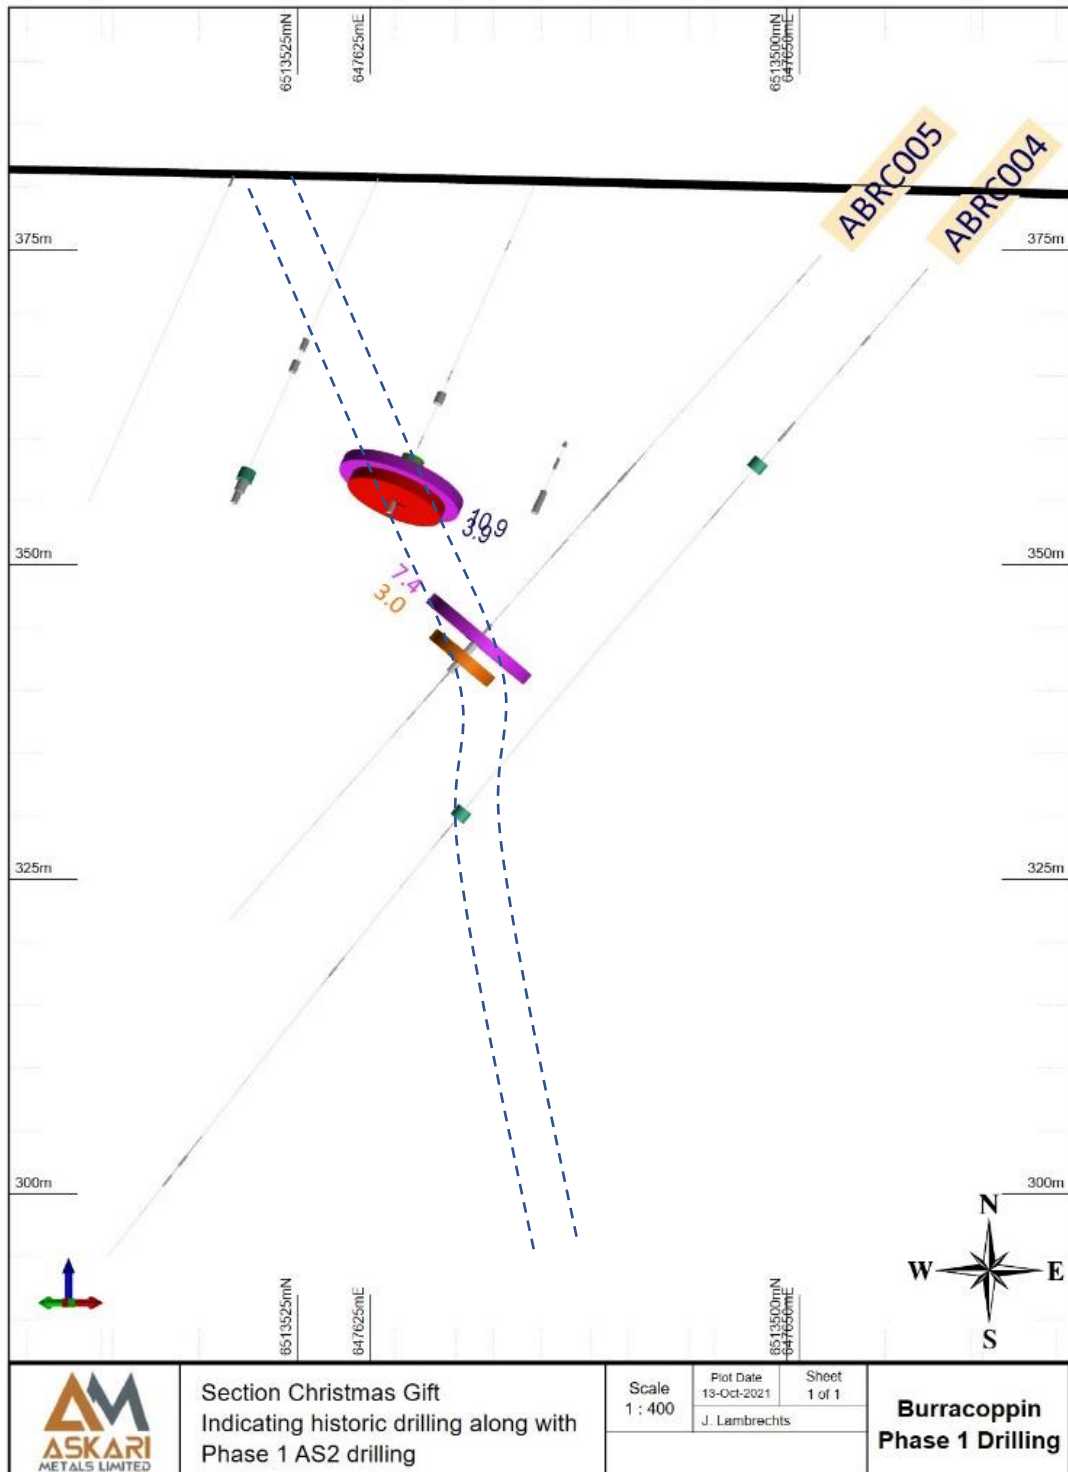 6513525mN
647625mE
6513500mN
647650mE
ABRC005
ABRC004
375m
375m
10.9
3.9
350m
350m
7.4
3.0
325m
325m
300m
300m
N
W
E
S
6513525mN
647625mE
6513500mN
647650mE
AM
ASKARI
METALS LIMITED
Section Christmas Gift
Indicating historic drilling along with
Phase 1 AS2 drilling
Scale
1 : 400
Plot Date
13-Oct-2021
Sheet
1 of 1
J. Lambrechts
Burracoppin
Phase 1 Drilling